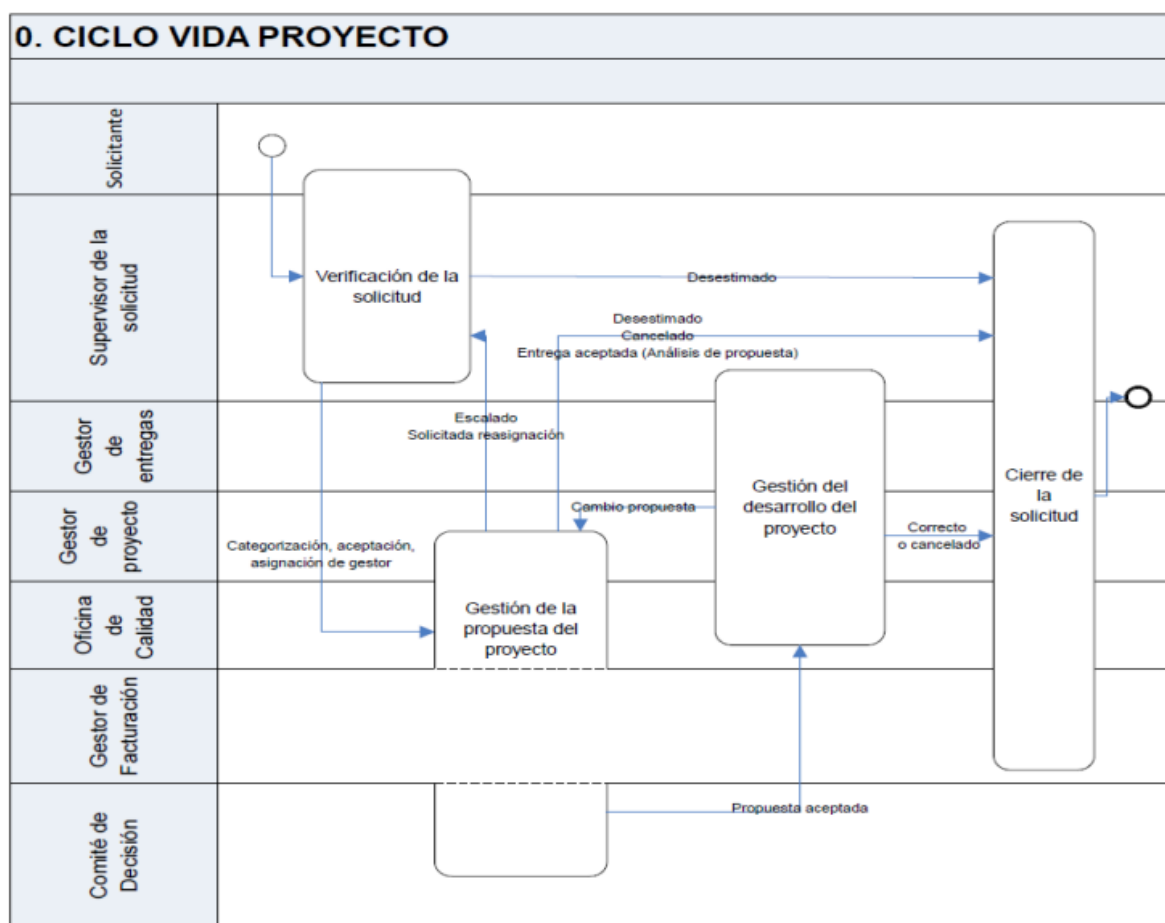 0. CICLO VIDA PROYECTO
Solicitante
Supervisor de la
solicitud
Verificación de la
solicitud
Desestimado
Desestimado
Cancelado
Entrega aceptada (Análisis de propuesta)
Gestor
de
entregas
Escalado
Solicitada reasignación
Gestión del
desarrollo del
proyecto
Cierre de
la
solicitud
Gestor
de
proyecto
Cambio propuesta
Correcto
o cancelado
Categorización, aceptación,
asignación de gestor
Oficina
de
Calidad
Gestión de la
propuesta del
proyecto
Gestor de
Facturación
Comité de
Decisión
Propuesta aceptada